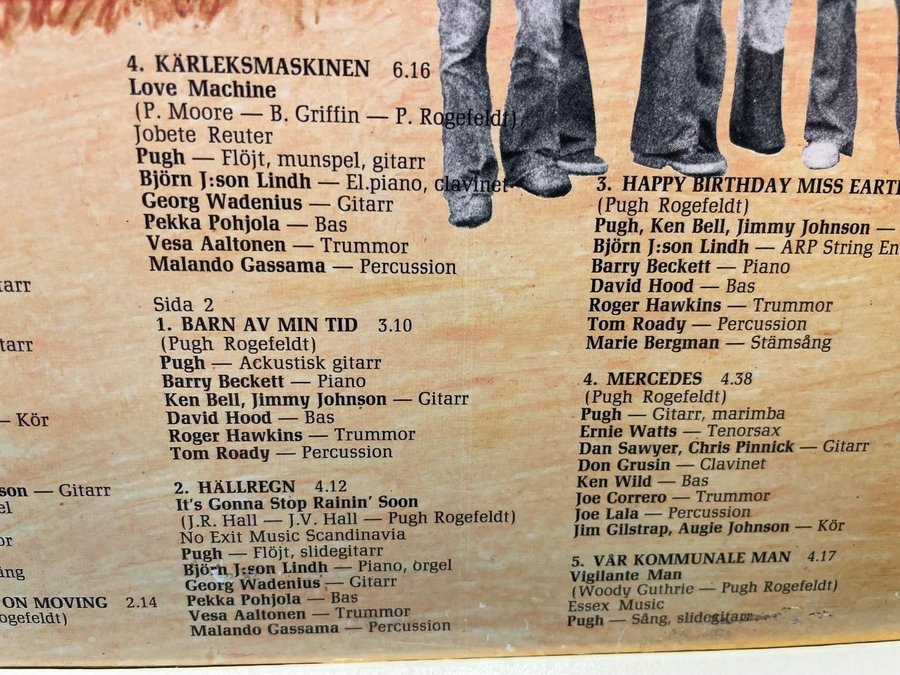 tarr
tarr
— Kör
son — Gitarr
el
or
ång
ON MOVING 2.14
ogefeldt)
4. KÄRLEKSMASKINEN 6.16
Love Machine
(P. Moore — B. Griffin — P. Rogefeldt)
Jobete Reuter
Pugh — Flöjt, munspel, gitarr
Björn J:son Lindh — El.piano, clavinet
Georg Wadenius — Gitarr
Pekka Pohjola — Bas
Vesa Aaltonen — Trummor
Malando Gassama — Percussion
Sida 2
1. BARN AV MIN TID 3.10
(Pugh Rogefeldt)
Pugh — Ackustisk gitarr
Barry Beckett — Piano
Ken Bell, Jimmy Johnson — Gitarr
David Hood — Bas
Roger Hawkins — Trummor
Tom Roady — Percussion
2. HÄLLREGN 4.12
It's Gonna Stop Rainin' Soon
(J.R. Hall — J.V. Hall — Pugh Rogefeldt)
No Exit Music Scandinavia
Pugh — Flöjt, slidegitarr
Björn J:son Lindh — Piano, orgel
Georg Wadenius — Gitarr
Pekka Pohjola — Bas
Vesa Aaltonen — Trummor
Malando Gassama — Percussion
3. HAPPY BIRTHDAY MISS EART
(Pugh Rogefeldt)
Pugh, Ken Bell, Jimmy Johnson —
Björn J:son Lindh — ARP String En
Barry Beckett — Piano
David Hood — Bas
Roger Hawkins — Trummor
Tom Roady — Percussion
Marie Bergman — Stämsång
4. MERCEDES 4.38
(Pugh Rogefeldt)
Pugh — Gitarr, marimba
Ernie Watts — Tenorsax
Dan Sawyer, Chris Pinnick — Gitarr
Don Grusin — Clavinet
Ken Wild — Bas
Joe Correro — Trummor
Joe Lala — Percussion
Jim Gilstrap, Augie Johnson — Kör
5. VÅR KOMMUNALE MAN 4.17
Vigilante Man
(Woody Guthrie — Pugh Rogefeldt)
Essex Music
Pugh — Sång, slidegitarr